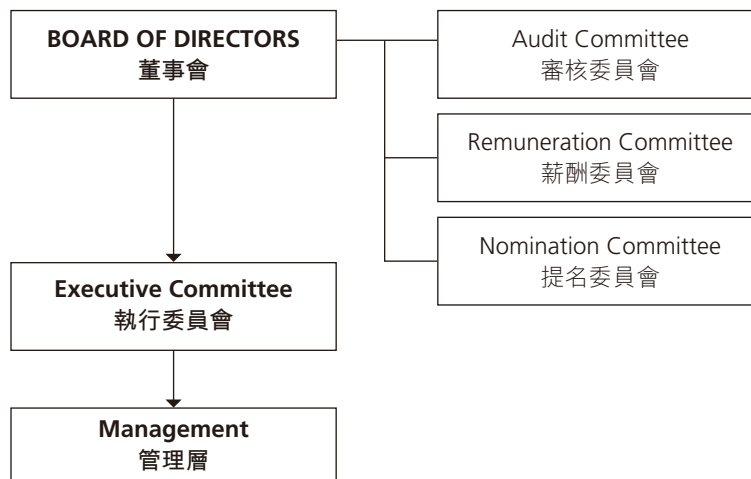 BOARD OF DIRECTORS
董事會
Audit Committee
審核委員會
Remuneration Committee
薪酬委員會
Nomination Committee
提名委員會
Executive Committee
執行委員會
Management
管理層